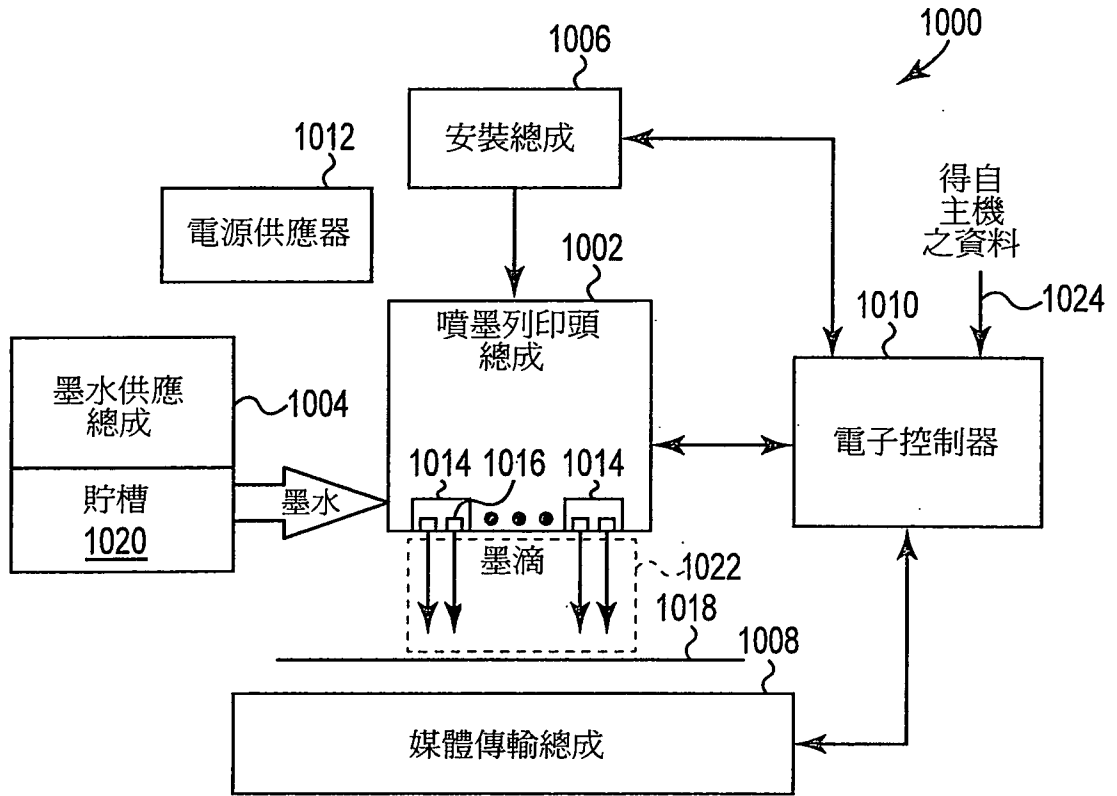 1000
1006
安裝總成
1012
電源供應器
得自
主機
之資料
1024
1002
噴墨列印頭
總成
1010
電子控制器
墨水供應
總成
1004
貯槽
1020
墨水
1014
1016
1014
墨滴
1022
1018
1008
媒體傳輸總成